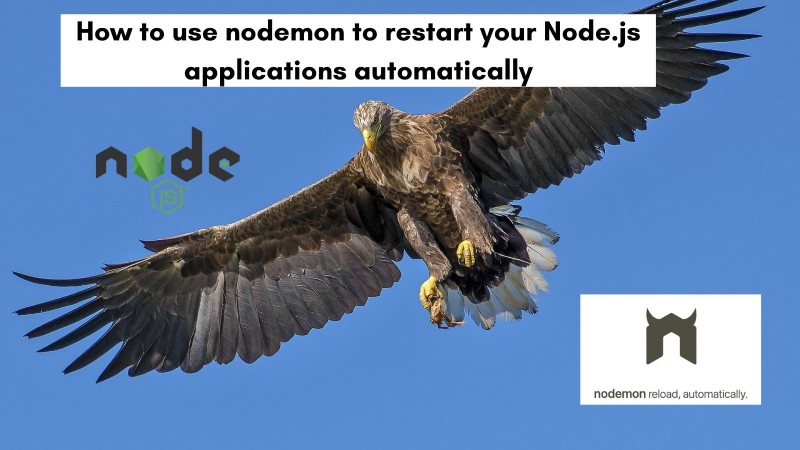 How to use nodemon to restart your Node.js
applications automatically
node
JS
nodemon reload, automatically.